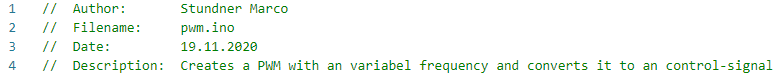 1 // Author: Stundner Marco
2 // Filename: pwm.ino
3 // Date: 19.11.2020
4 // Description: Creates a PWM with an variabel frequency and converts it to an control-signal